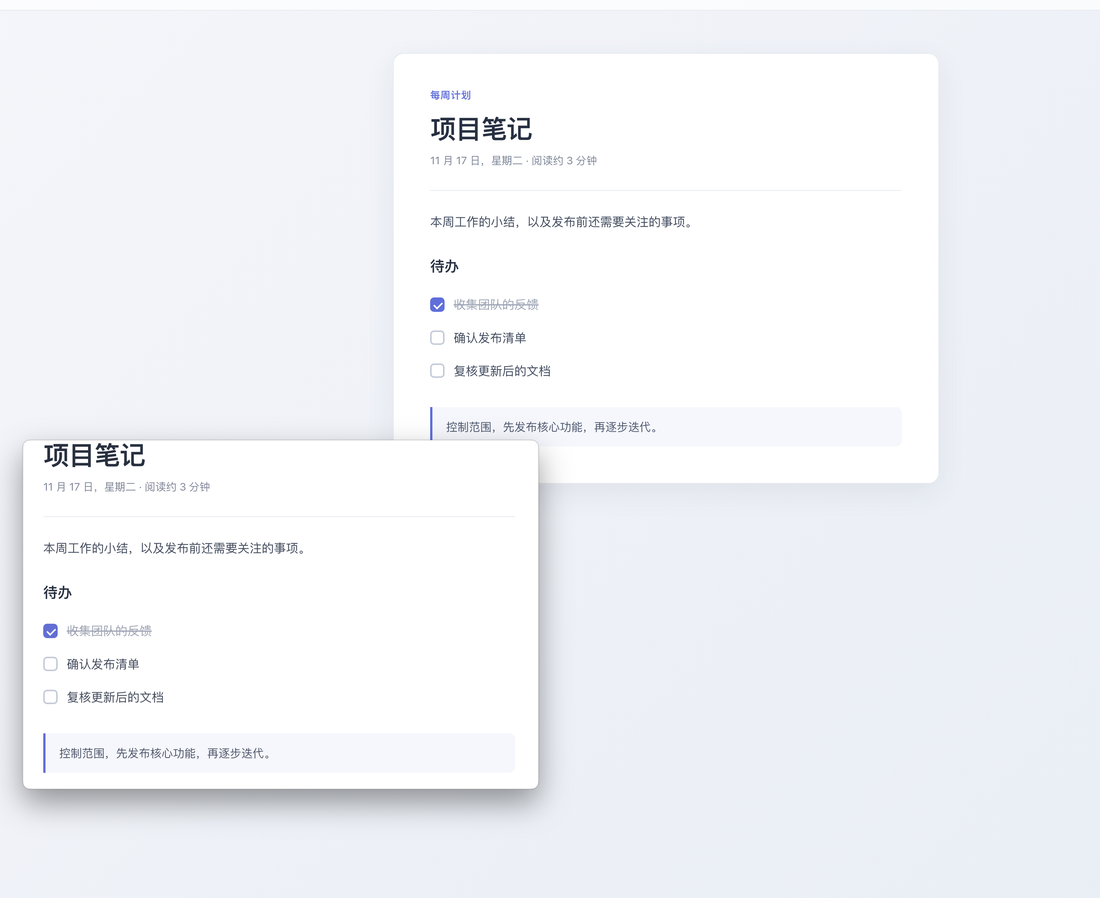 每周计划
项目笔记
11 月 17 日，星期二 · 阅读约 3 分钟
本周工作的小结，以及发布前还需要关注的事项。
待办
收集团队的反馈
确认发布清单
复核更新后的文档
控制范围，先发布核心功能，再逐步迭代。
项目笔记
11 月 17 日，星期二 · 阅读约 3 分钟
本周工作的小结，以及发布前还需要关注的事项。
待办
收集团队的反馈
确认发布清单
复核更新后的文档
控制范围，先发布核心功能，再逐步迭代。